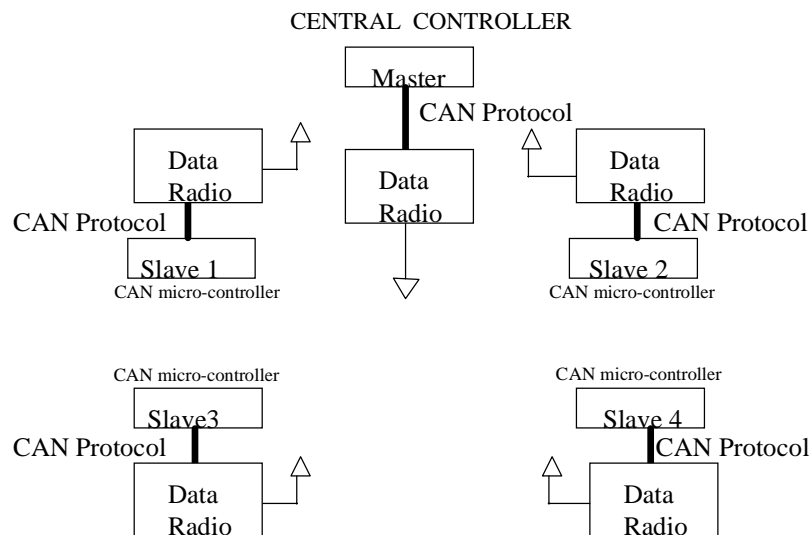 CENTRAL CONTROLLER
Master
CAN Protocol
Data
Radio
Data
Radio
CAN Protocol
Slave 1
CAN micro-controller
Data
Radio
CAN Protocol
Slave 2
CAN micro-controller
CAN micro-controller
Slave3
CAN Protocol
Data
Radio
CAN micro-controller
Slave 4
CAN Protocol
Data
Radio